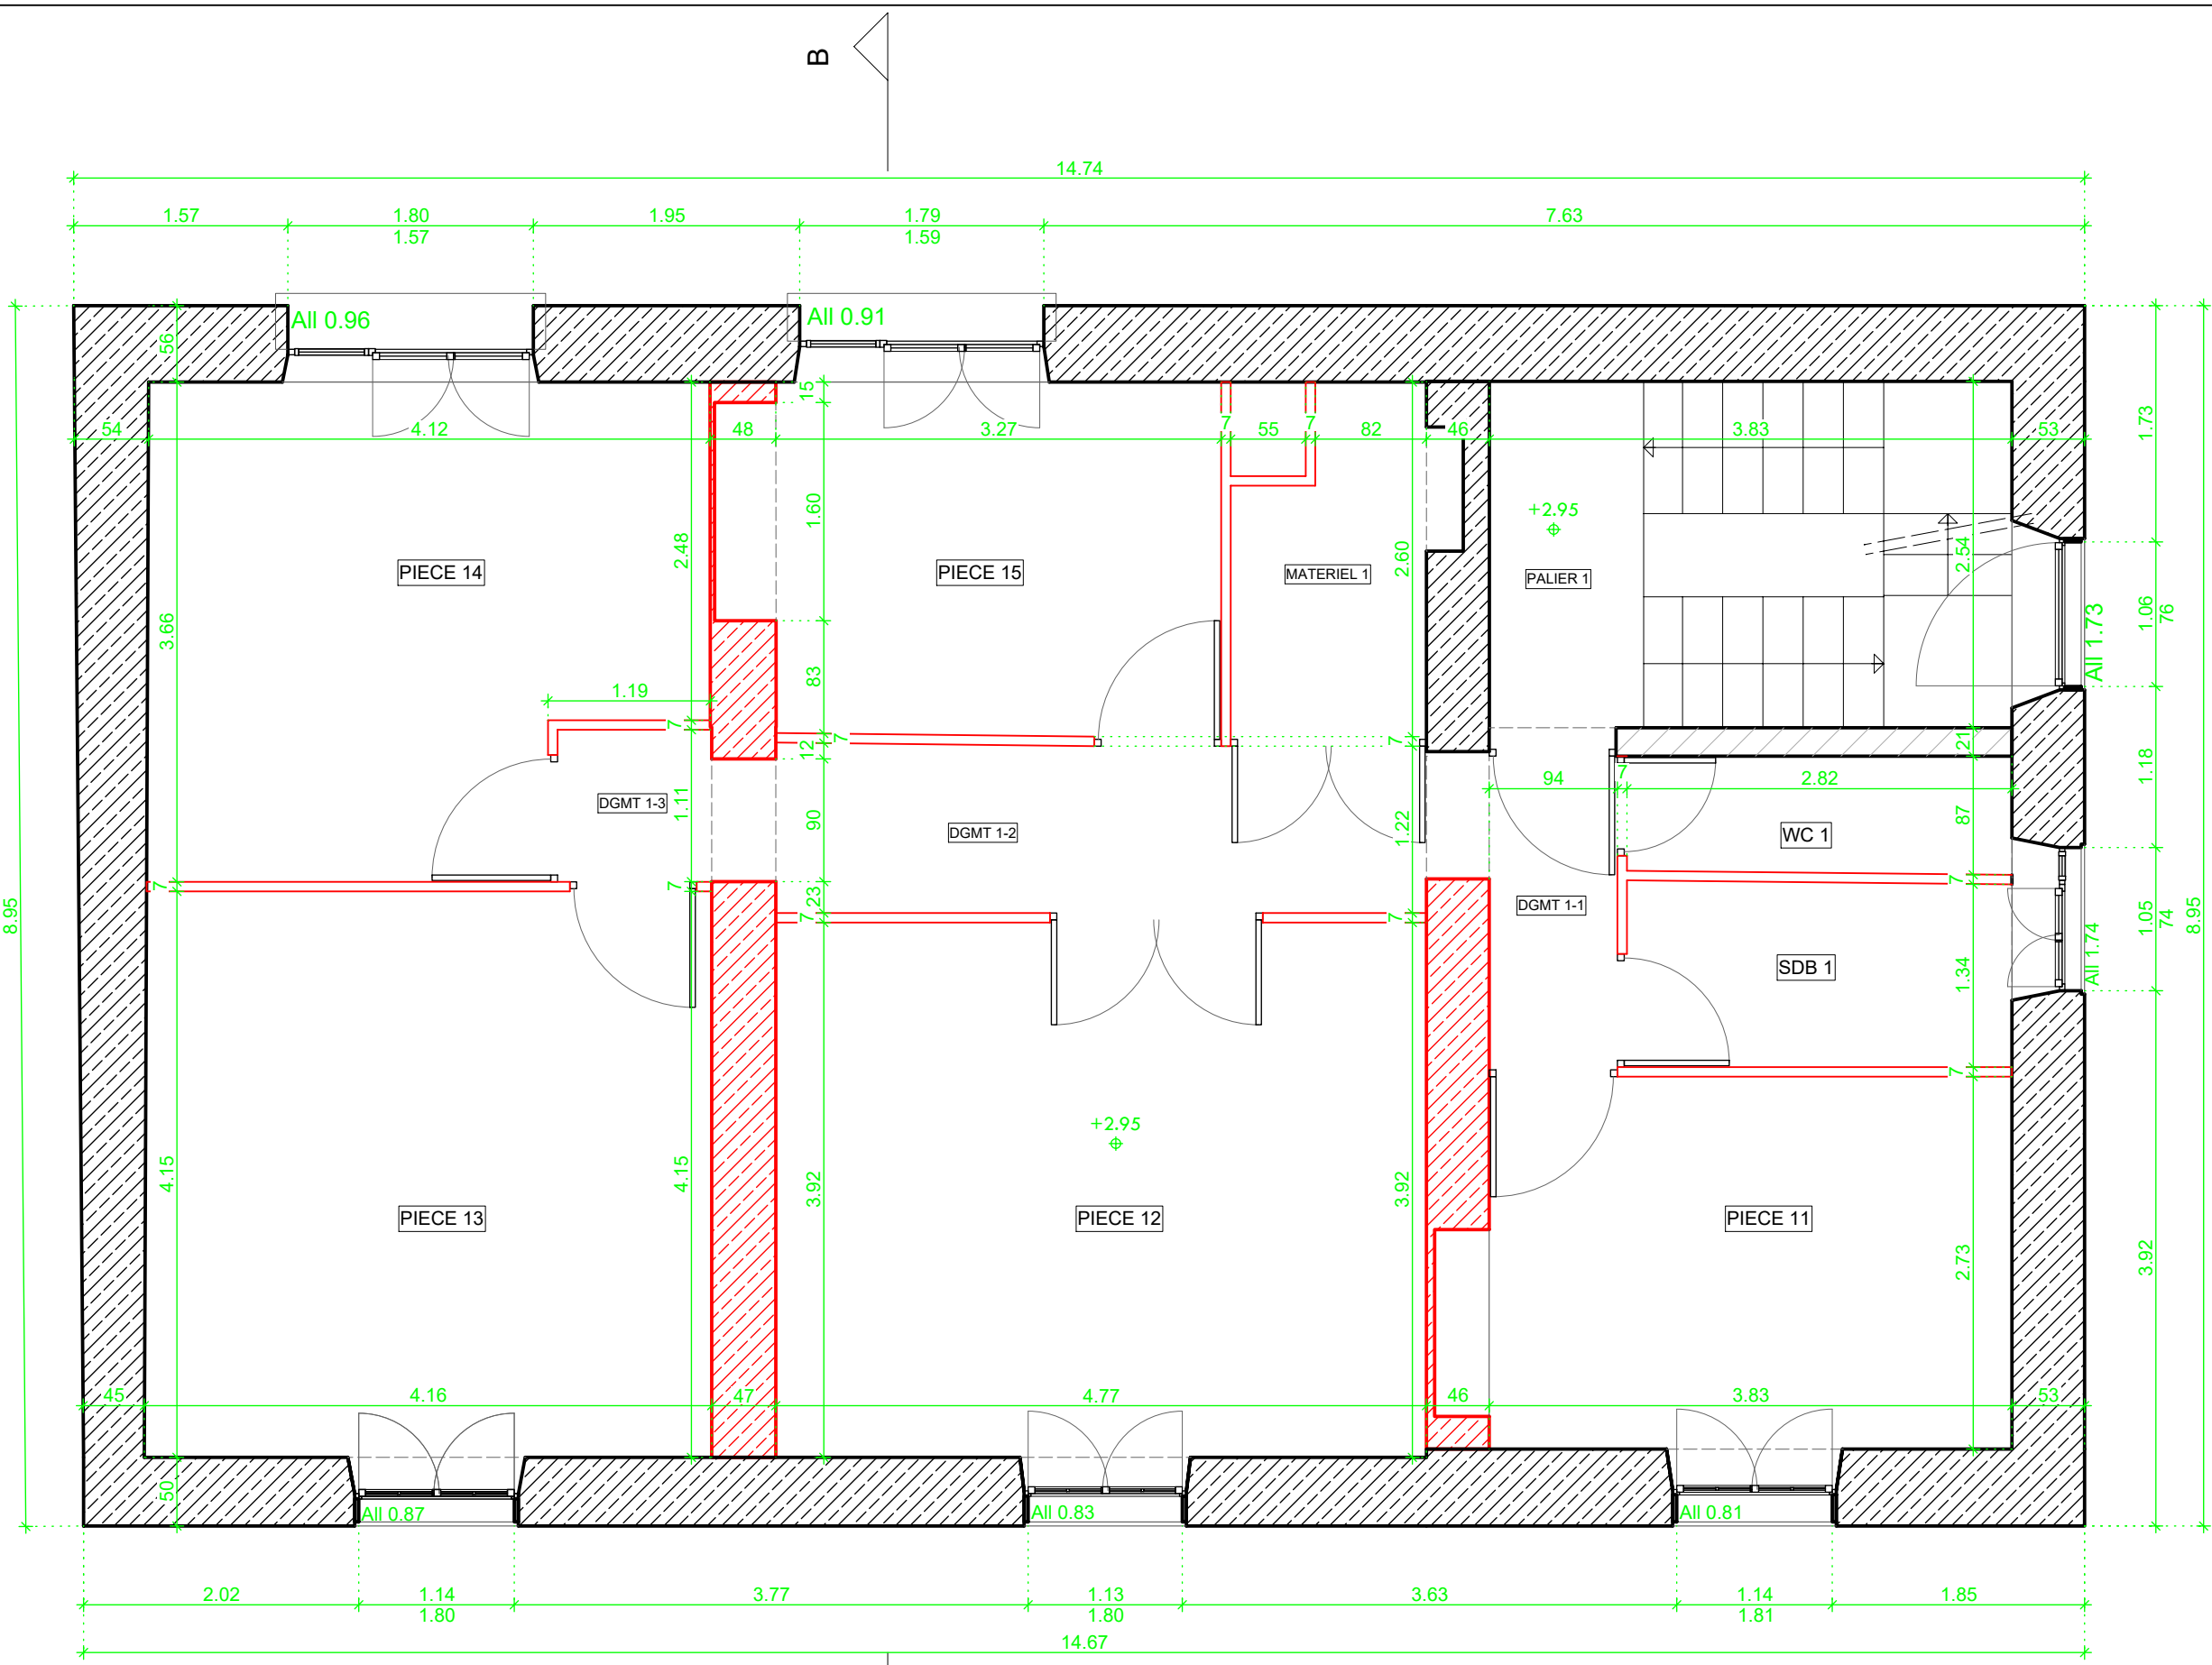 B
14.74
1.57 1.80 1.95 1.79 7.63
1.57 1.59
All 0.96 All 0.91
56 15 1.73
54 4.12 48 3.27 7 55 7 82 46 3.83 53
1.60 2.48 2.60 +2.95 2.54
PIECE 14 PIECE 15 MATERIEL 1 PALIER 1
3.66 83 1.06 76 All 1.73
1.19
7 12 7 7 21
94 7 2.82 1.18
DGMT 1-3 1.11 90 DGMT 1-2 1.22 87 WC 1
7 7 23 7 7 7
8.95 DGMT 1-1 1.05 74 8.95
SDB 1 1.34 All 1.74
7
+2.95
4.15 4.15 3.92 3.92 2.73 3.92
PIECE 13 PIECE 12 PIECE 11
45 4.16 47 4.77 46 3.83 53
50
All 0.87 All 0.83 All 0.81
2.02 1.14 3.77 1.13 3.63 1.14 1.85
1.80 1.80 1.81
14.67